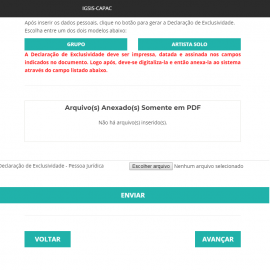 IGSIS-CAPAC
Após inserir os dados pessoais, clique no botão para gerar a Declaração de Exclusividade.
Escolha entre um dos dois modelos abaixo:
GRUPO
ARTISTA SOLO
A Declaração de Exclusividade deve ser impressa, datada e assinada nos campos
indicados no documento. Logo após, deve-se digitaliza-la e então anexa-la ao sistema
através do campo listado abaixo.
Arquivo(s) Anexado(s) Somente em PDF
Não há arquivo(s) inserido(s).
Declaração de Exclusividade - Pessoa Jurídica
Escolher arquivo Nenhum arquivo selecionado
ENVIAR
VOLTAR
AVANÇAR